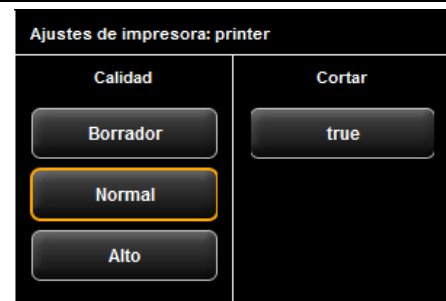 Ajustes de impresora: printer
Calidad
Cortar
Borrador
true
Normal
Alto